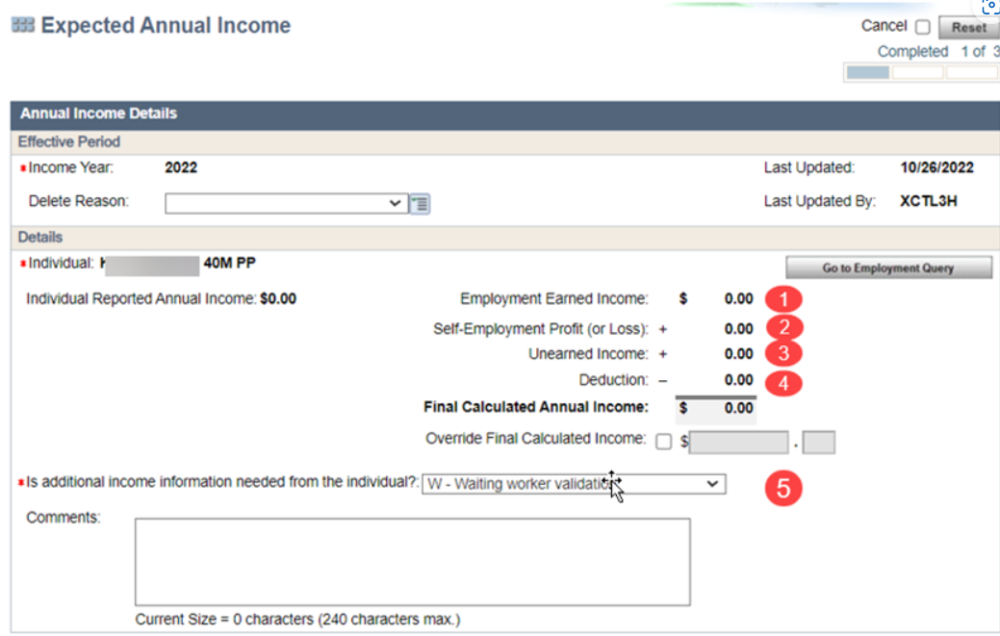 Expected Annual Income
Cancel Reset
Completed 1 of 3
Annual Income Details
Effective Period
*Income Year: 2022 Last Updated: 10/26/2022
Delete Reason: Last Updated By: XCTL3H
Details
*Individual: 40M PP Go to Employment Query
Individual Reported Annual Income: $0.00 Employment Earned Income: $ 0.00 1
Self-Employment Profit (or Loss): + 0.00 2
Unearned Income: + 0.00 3
Deduction: – 0.00 4
Final Calculated Annual Income: $ 0.00
Override Final Calculated Income: $ .
*Is additional income information needed from the individual?: W - Waiting worker validation 5
Comments:
Current Size = 0 characters (240 characters max.)